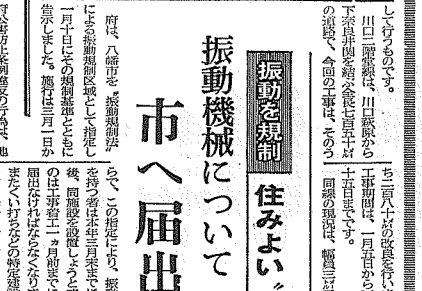 して行うものです。
川口二階堂線は、川口萩原から
下奈良井関を結ぶ全長七百五十㍍
の道路で、今回の工事は、そのう
ち二百八十㍍の改良を行い
工事期間は、一月五日から
十五日までです。
同線の現況は、幅員三㍍
振動を規制
住みよい〝
振動機械について
市へ届出
府は、八幡市を〝振動規制法〟
による振動規制区域として指定し
一月十日にその規制基準とともに
告示しました。施行は三月一日か
らで、この指定により、振
を持つ者は本年三月末まで
後、同施設を設置しようと
のは工事着工一ヵ月前まで
届出なければならなくなり
またくい打ちなどの特定建